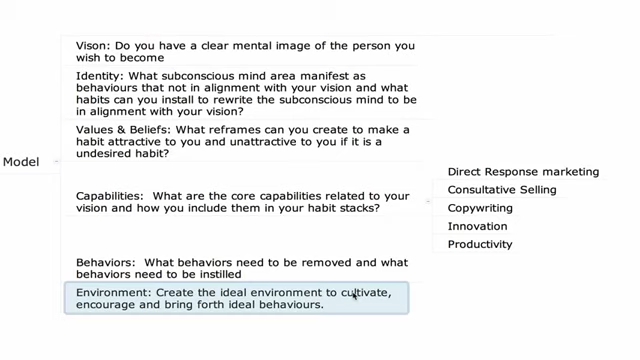 Vison: Do you have a clear mental image of the person you
wish to become
Identity: What subconscious mind area manifest as
behaviours that not in alignment with your vision and what
habits can you install to rewrite the subconscious mind to be
in alignment with your vision?
Values & Beliefs: What reframes can you create to make a
habit attractive to you and unattractive to you if it is a
undesired habit?
Model
Capabilities: What are the core capabilities related to your
vision and how you include them in your habit stacks?
Direct Response marketing
Consultative Selling
Copywriting
Innovation
Productivity
Behaviors: What behaviors need to be removed and what
behaviors need to be instilled
Environment: Create the ideal environment to cultivate,
encourage and bring forth ideal behaviours.